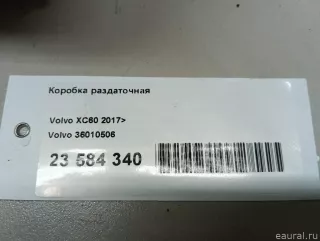 Коробка раздаточная
Volvo XC60 2017>
Volvo 36010506
23 584 340
eaural.ru